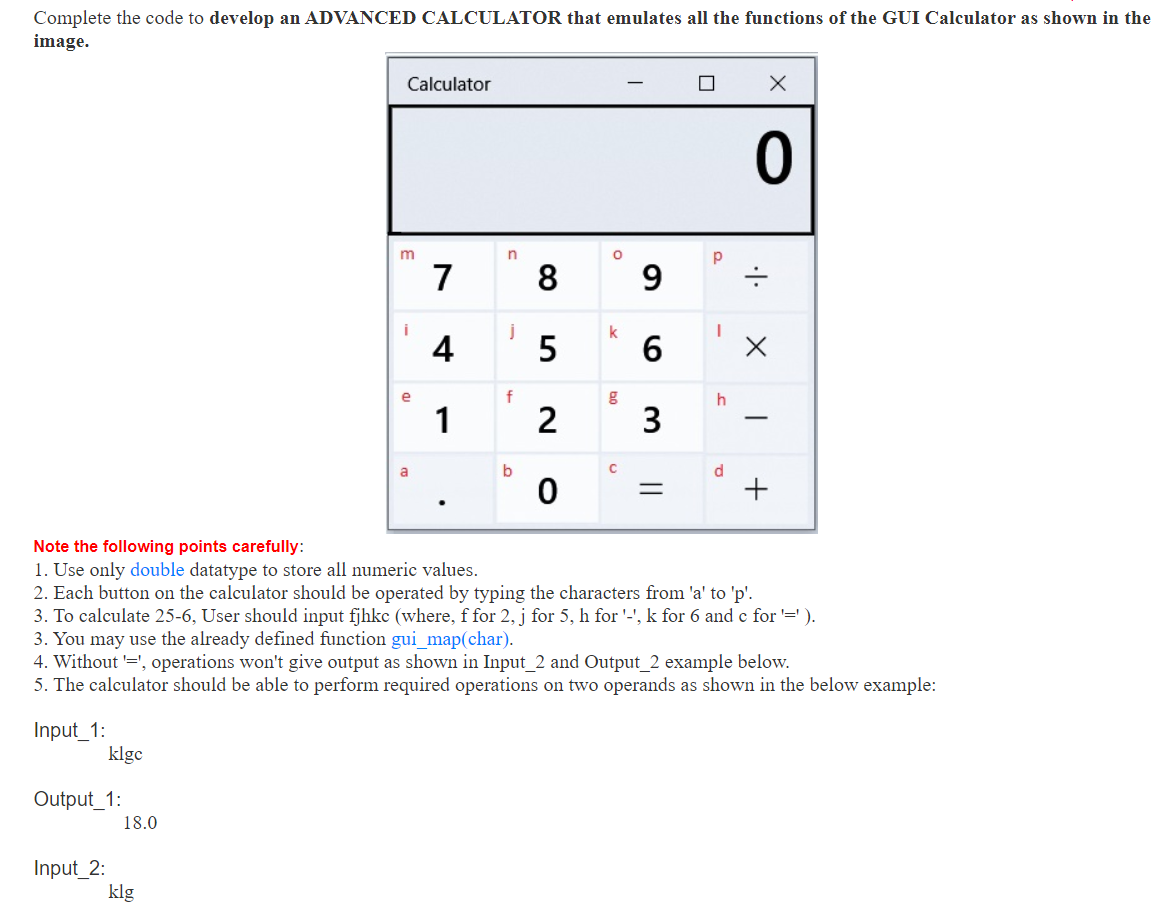 Complete the code to develop an ADVANCED CALCULATOR that emulates all the functions of the GUI Calculator as shown in the
image.
Calculator
0
m 7 n 8 o 9 p ÷
i 4 j 5 k 6 l ×
e 1 f 2 g 3 h −
a . b 0 c = d +
Note the following points carefully:
1. Use only double datatype to store all numeric values.
2. Each button on the calculator should be operated by typing the characters from 'a' to 'p'.
3. To calculate 25-6, User should input fjhkc (where, f for 2, j for 5, h for '-', k for 6 and c for '=' ).
3. You may use the already defined function gui_map(char).
4. Without '=', operations won't give output as shown in Input_2 and Output_2 example below.
5. The calculator should be able to perform required operations on two operands as shown in the below example:
Input_1:
klgc
Output_1:
18.0
Input_2:
klg